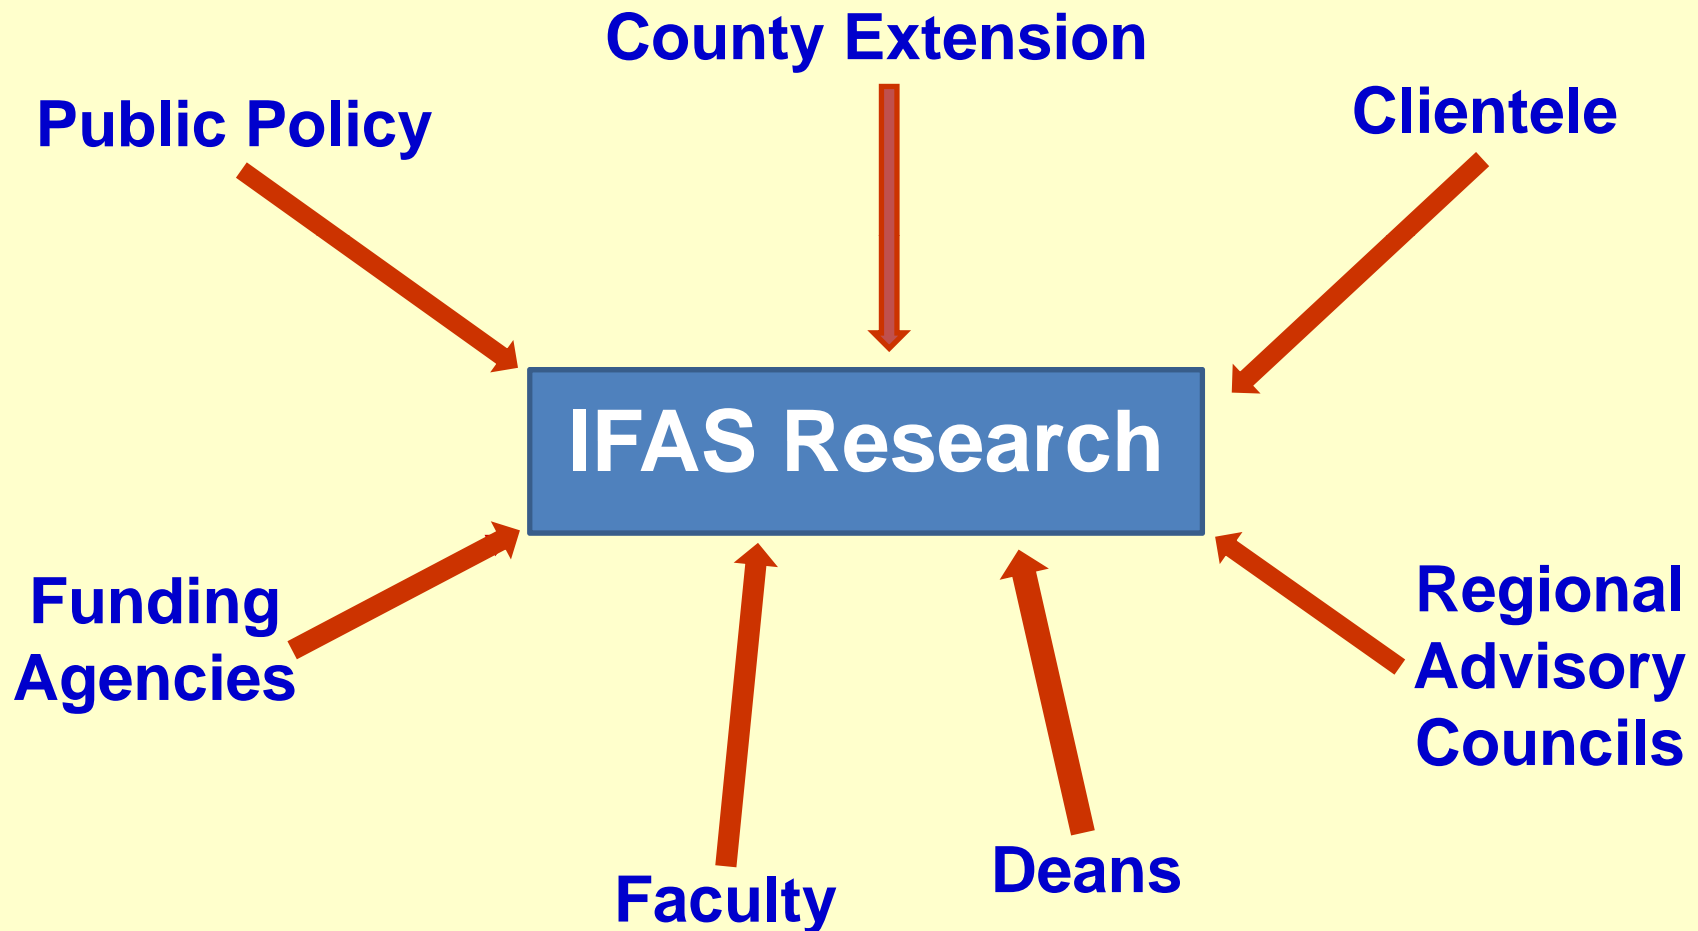 County Extension
Public Policy
Clientele
IFAS Research
Funding
Agencies
Regional
Advisory
Councils
Deans
Faculty